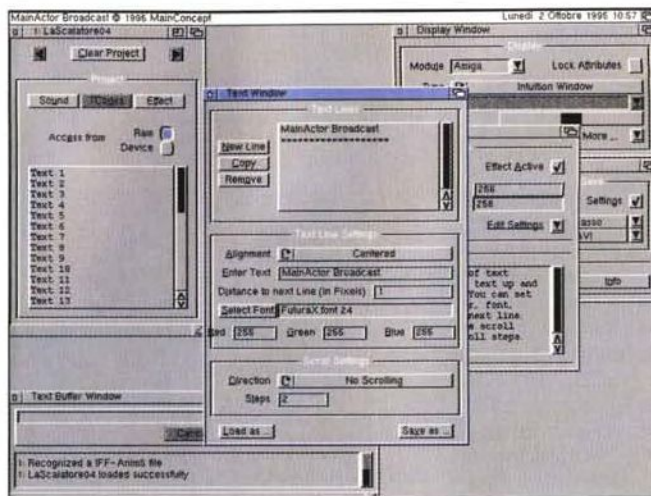 MainActor Broadcast © 1995 MainConcept
Lunedì 2 Ottobre 1995 10:57
1: LaScalatore04
Clear Project
Project
Sound
Effect
Access from
Ram
Device
Text 1
Text 2
Text 3
Text 4
Text 5
Text 6
Text 7
Text 8
Text 9
Text 10
Text 11
Text 12
Text 13
Text Buffer Window
1: Recognized a IFF-Anim5 file
1: LaScalatore04 loaded successfully
Text Window
Text Lines
New Line
Copy
Remove
MainActor Broadcast
====================
Text Line Settings
Alignment
Centered
Enter Text
MainActor Broadcast
Distance to next Line (in Pixels)
1
Select Font
FuturaX.font 24
Red 255 Green 255 Blue 255
Scroll Settings
Direction
No Scrolling
Steps
2
Load as ...
Save as ...
Display Window
Display
Module
Amiga
Lock Attributes
Intuition Window
More ...
Effect Active
256
256
Edit Settings
of text
text up and
You can set
font,
next line
scroll
steps
Settings
Info